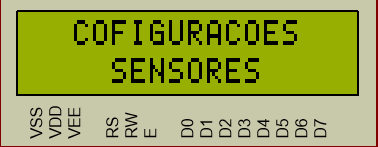 COFIGURACOES
SENSORES
VSS VDD VEE RS RW E D0 D1 D2 D3 D4 D5 D6 D7